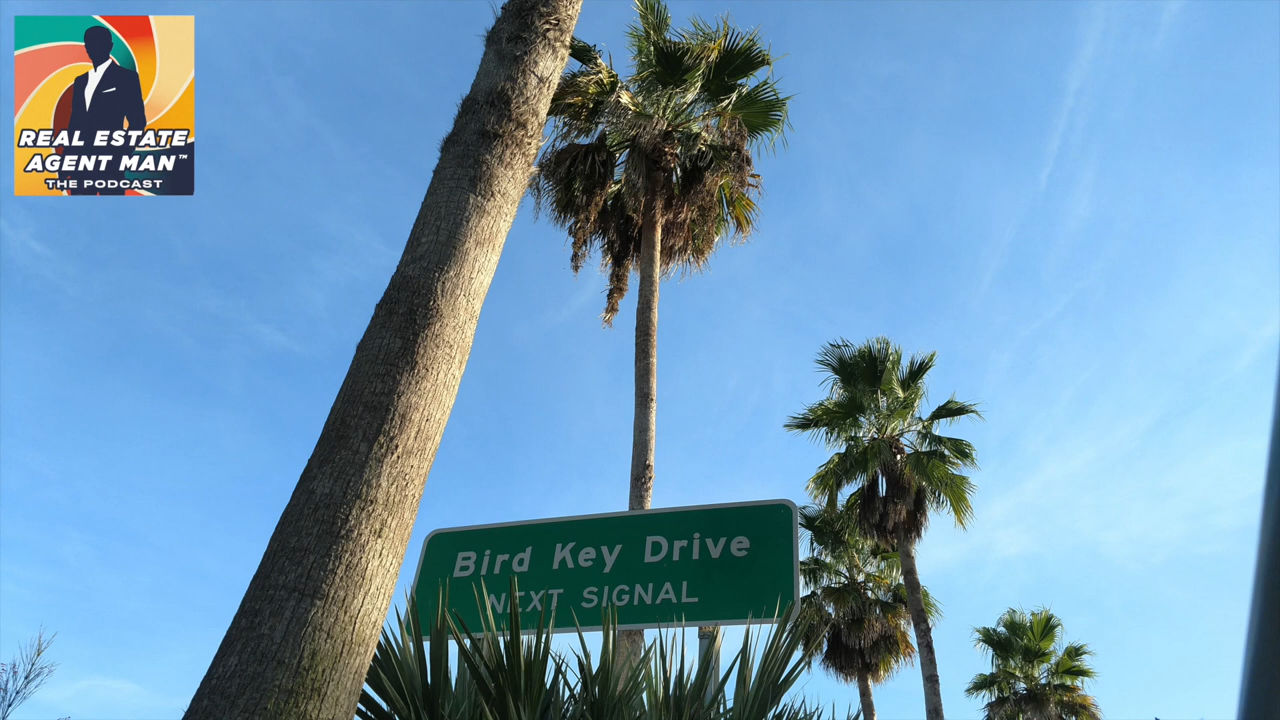 REAL ESTATE
AGENT MAN™
THE PODCAST
Bird Key Drive
NEXT SIGNAL